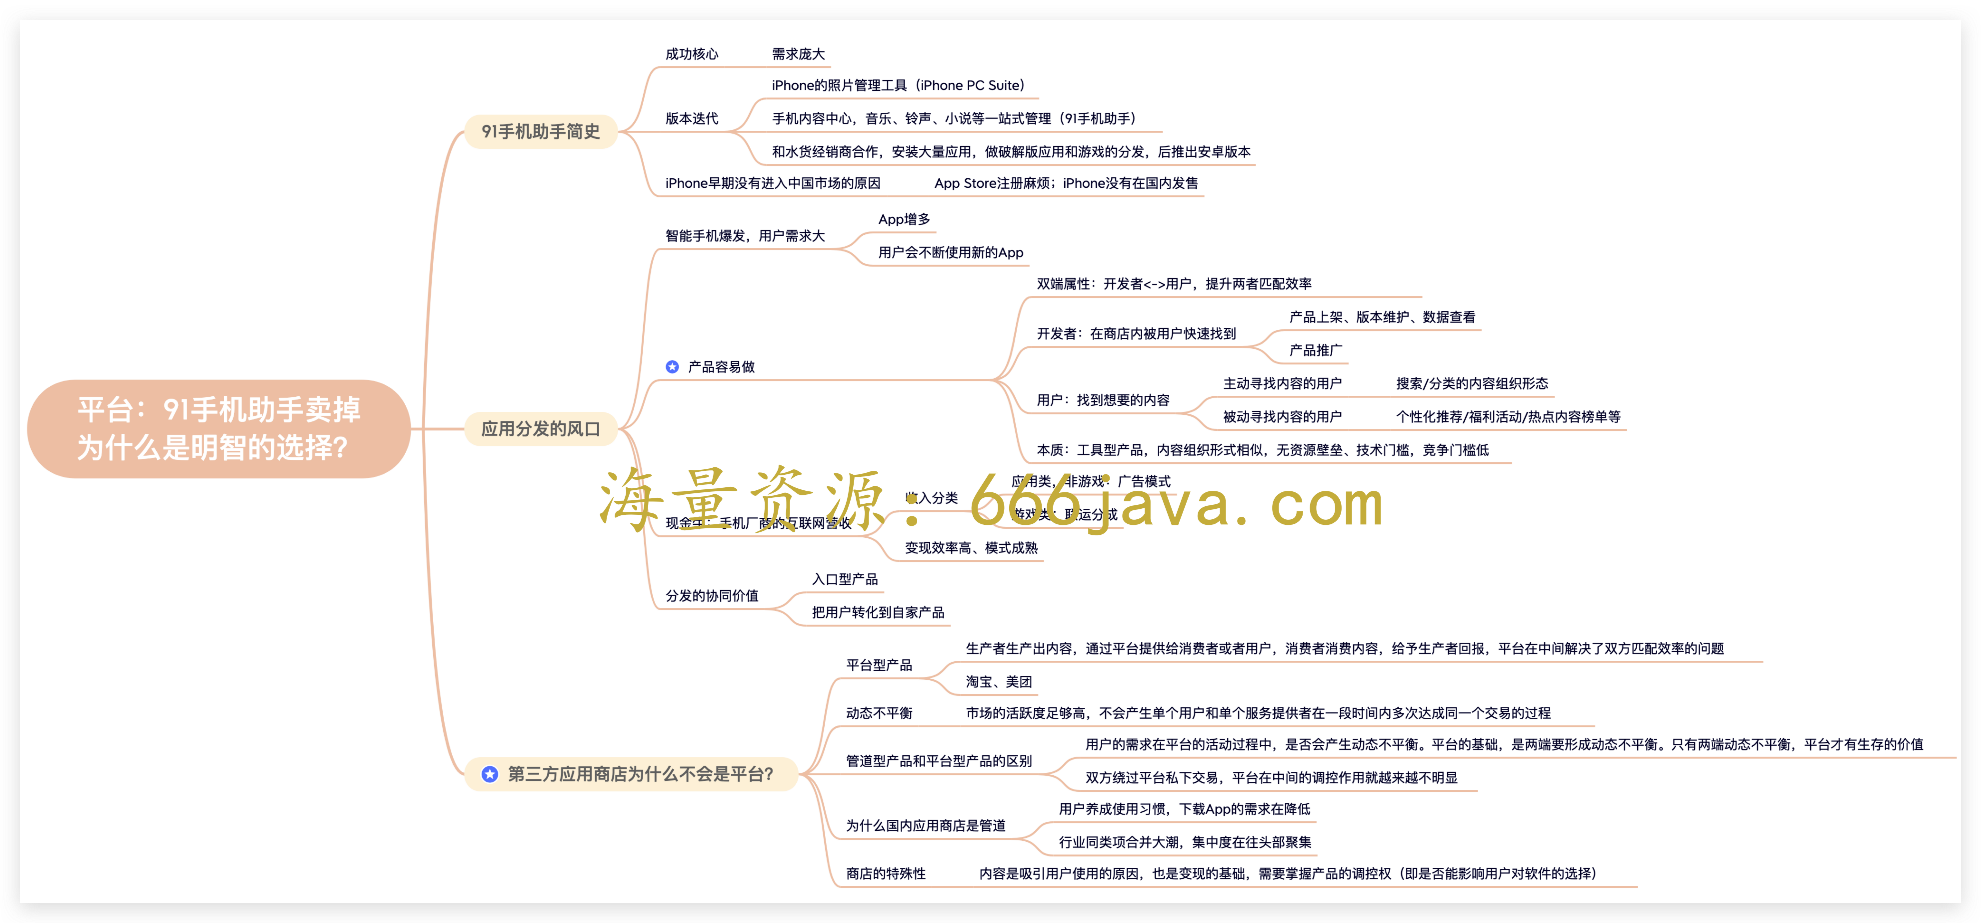 平台：91手机助手卖掉
为什么是明智的选择？
91手机助手简史
成功核心
需求庞大
版本迭代
iPhone的照片管理工具（iPhone PC Suite）
手机内容中心，音乐、铃声、小说等一站式管理（91手机助手）
和水货经销商合作，安装大量应用，做破解版应用和游戏的分发，后推出安卓版本
iPhone早期没有进入中国市场的原因
App Store注册麻烦；iPhone没有在国内发售
应用分发的风口
智能手机爆发，用户需求大
App增多
用户会不断使用新的App
产品容易做
双端属性：开发者<->用户，提升两者匹配效率
开发者：在商店内被用户快速找到
产品上架、版本维护、数据查看
产品推广
用户：找到想要的内容
主动寻找内容的用户
搜索/分类的内容组织形态
被动寻找内容的用户
个性化推荐/福利活动/热点内容榜单等
本质：工具型产品，内容组织形式相似，无资源壁垒、技术门槛，竞争门槛低
现金牛：手机厂商的互联网营收
收入分类
应用类，非游戏：广告模式
游戏类：联运分成
变现效率高、模式成熟
分发的协同价值
入口型产品
把用户转化到自家产品
第三方应用商店为什么不会是平台？
平台型产品
生产者生产出内容，通过平台提供给消费者或者用户，消费者消费内容，给予生产者回报，平台在中间解决了双方匹配效率的问题
淘宝、美团
动态不平衡
市场的活跃度足够高，不会产生单个用户和单个服务提供者在一段时间内多次达成同一个交易的过程
管道型产品和平台型产品的区别
用户的需求在平台的活动过程中，是否会产生动态不平衡。平台的基础，是两端要形成动态不平衡。只有两端动态不平衡，平台才有生存的价值
双方绕过平台私下交易，平台在中间的调控作用就越来越不明显
为什么国内应用商店是管道
用户养成使用习惯，下载App的需求在降低
行业同类项合并大潮，集中度在往头部聚集
商店的特殊性
内容是吸引用户使用的原因，也是变现的基础，需要掌握产品的调控权（即是否能影响用户对软件的选择）
海量资源：666java.com